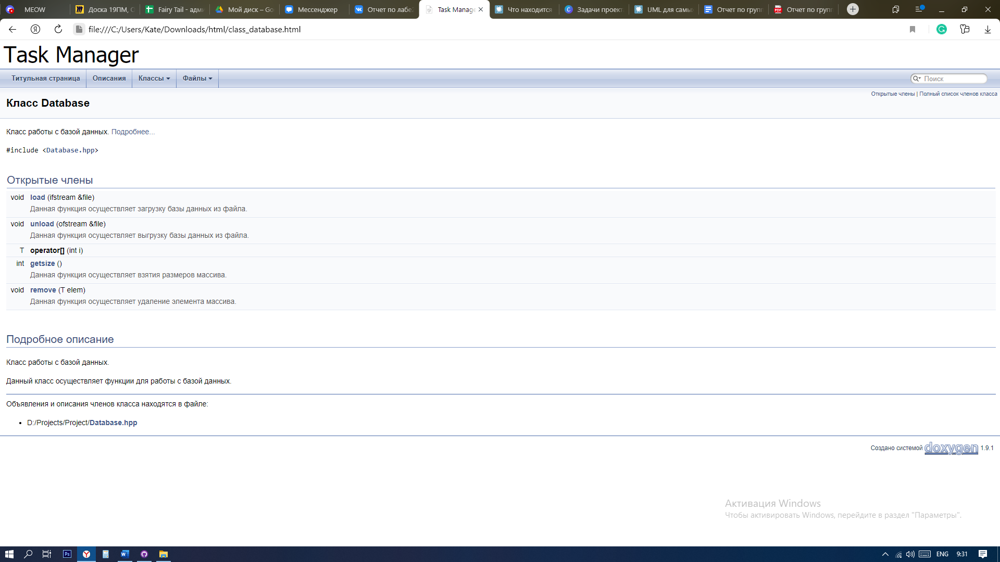 MEOW
Доска 19ПМ, С
Fairy Tail - адми
Мой диск – Go
Мессенджер
Отчет по лабе2
Task Manage
Что находится
Задачи проект
UML для самы
Отчет по груп
Отчет по груп
file:///C:/Users/Kate/Downloads/html/class_database.html
Task Manager
Титульная страница
Описания
Классы
Файлы
Поиск
Открытые члены | Полный список членов класса
Класс Database
Класс работы с базой данных. Подробнее...
#include <Database.hpp>
Открытые члены
void load (ifstream &file)
Данная функция осуществляет загрузку базы данных из файла.
void unload (ofstream &file)
Данная функция осуществляет выгрузку базы данных из файла.
T operator[] (int i)
int getsize ()
Данная функция осуществляет взятия размеров массива.
void remove (T elem)
Данная функция осуществляет удаление элемента массива.
Подробное описание
Класс работы с базой данных.
Данный класс осуществляет функции для работы с базой данных.
Объявления и описания членов класса находятся в файле:
• D:/Projects/Project/Database.hpp
Создано системой doxygen 1.9.1
Активация Windows
Чтобы активировать Windows, перейдите в раздел "Параметры".
Ps
W
ENG
9:31